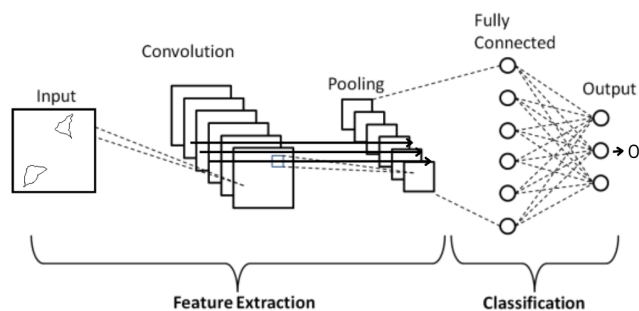 Fully
Connected
Convolution
Pooling
Output
Input
0
Feature Extraction
Classification